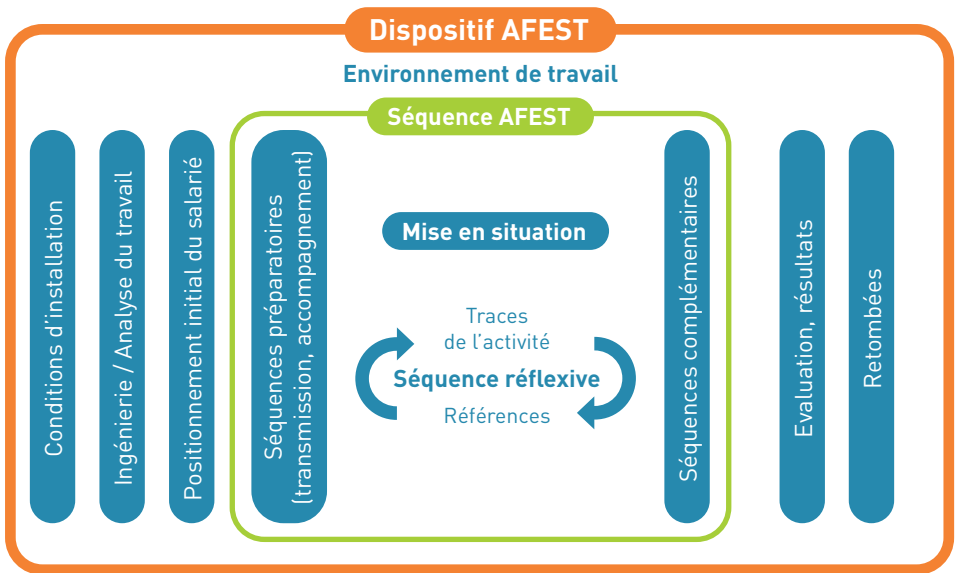 Dispositif AFEST
Environnement de travail
Séquence AFEST
Conditions d'installation
Ingénierie / Analyse du travail
Positionnement initial du salarié
Séquences préparatoires
(transmission, accompagnement)
Mise en situation
Traces
de l'activité
Séquence réflexive
Références
Séquences complémentaires
Evaluation, résultats
Retombées